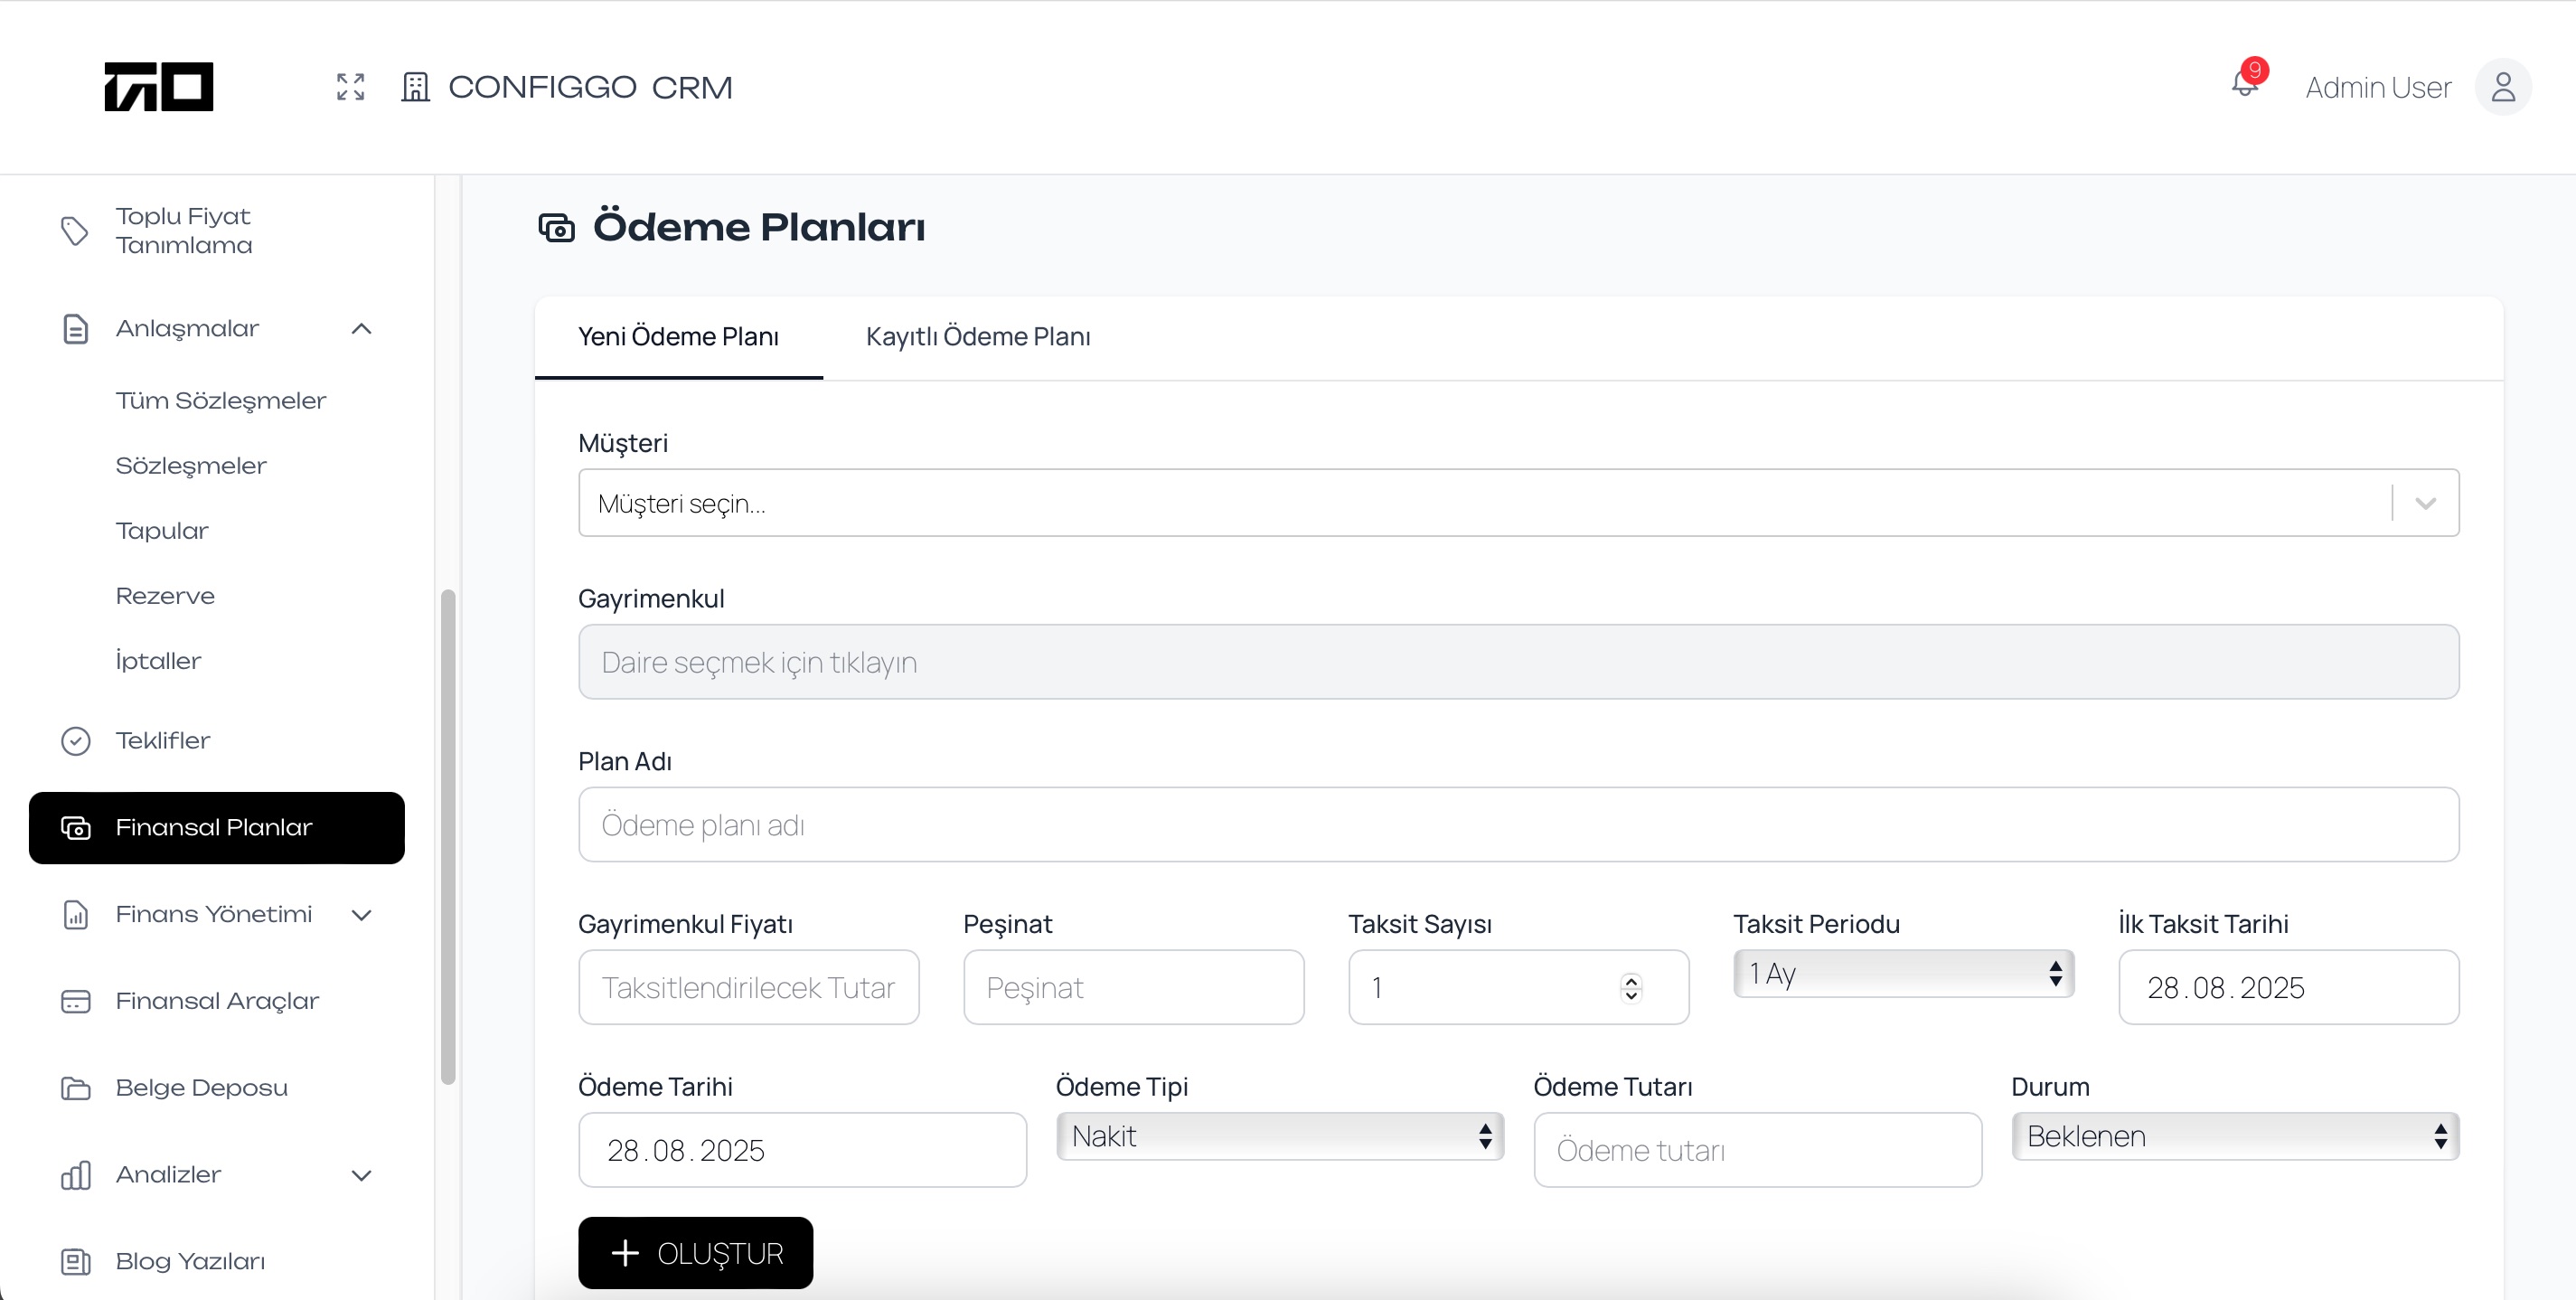 CONFIGGO CRM
9
Admin User
Toplu Fiyat
Tanımlama
Anlaşmalar
Tüm Sözleşmeler
Sözleşmeler
Tapular
Rezerve
İptaller
Teklifler
Finansal Planlar
Finans Yönetimi
Finansal Araçlar
Belge Deposu
Analizler
Blog Yazıları
Ödeme Planları
Yeni Ödeme Planı
Kayıtlı Ödeme Planı
Müşteri
Müşteri seçin...
Gayrimenkul
Daire seçmek için tıklayın
Plan Adı
Ödeme planı adı
Gayrimenkul Fiyatı
Taksitlendirilecek Tutar
Peşinat
Peşinat
Taksit Sayısı
1
Taksit Periodu
1 Ay
İlk Taksit Tarihi
28.08.2025
Ödeme Tarihi
28.08.2025
Ödeme Tipi
Nakit
Ödeme Tutarı
Ödeme tutarı
Durum
Beklenen
OLUŞTUR